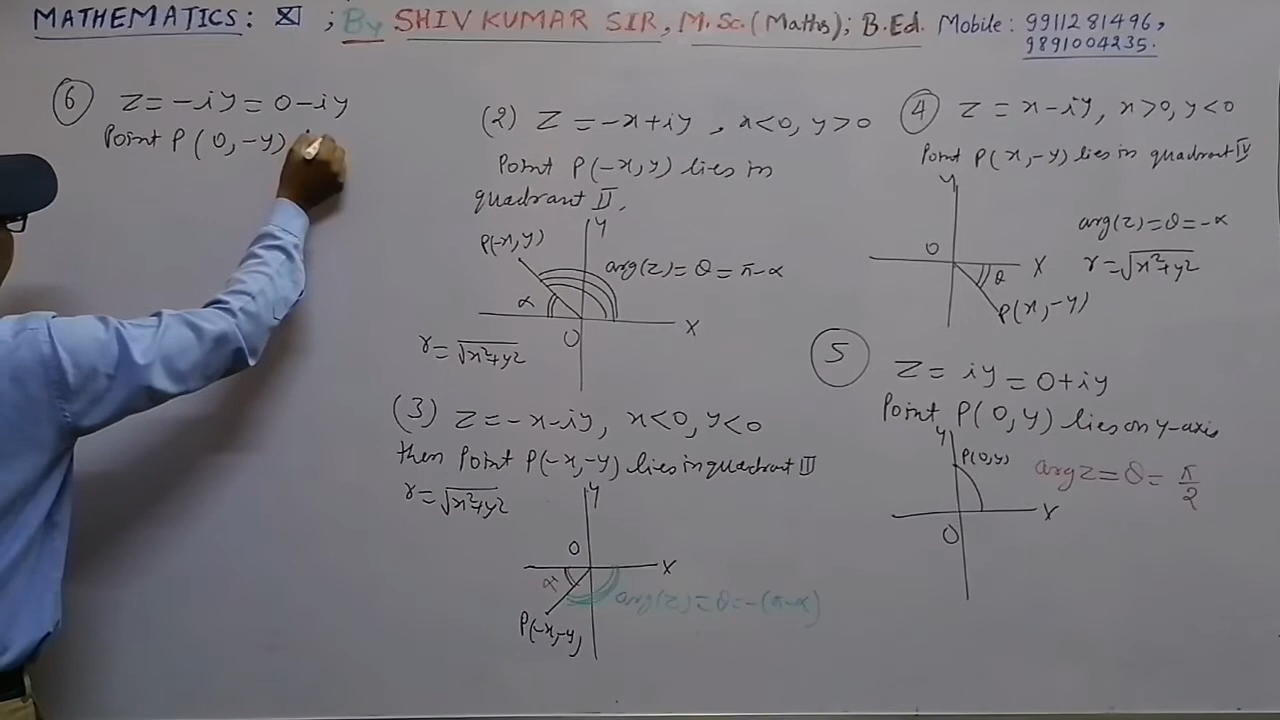 MATHEMATICS: XI ; By SHIV KUMAR SIR, M.Sc.(Maths); B.Ed. Mobile: 9911281496,
9891004235.
(6) Z = -iy = 0-iy
Point P (0, -y)
(2) Z = -x+iy , x<0, y>0
Point P(-x, y) lies in
quadrant II,
Y
P(-x, y)
arg(z) = θ = π-α
α
X
O
r = √x²+y²
(3) Z = -x-iy, x<0, y<0
then Point P(-x, -y) lies in quadrant III
r = √x²+y²
Y
O
X
α
arg(z) = θ = -(π-α)
P(-x, -y)
(4) Z = x-iy, x>0, y<0
Point P(x, -y) lies in quadrant IV
Y
arg(z) = θ = -α
O
X
θ
r = √x²+y²
P(x, -y)
5
Z = iy = 0+iy
Point P(0, y) lies on y-axis
y
P(0,y)
arg z = θ = π/2
X
O